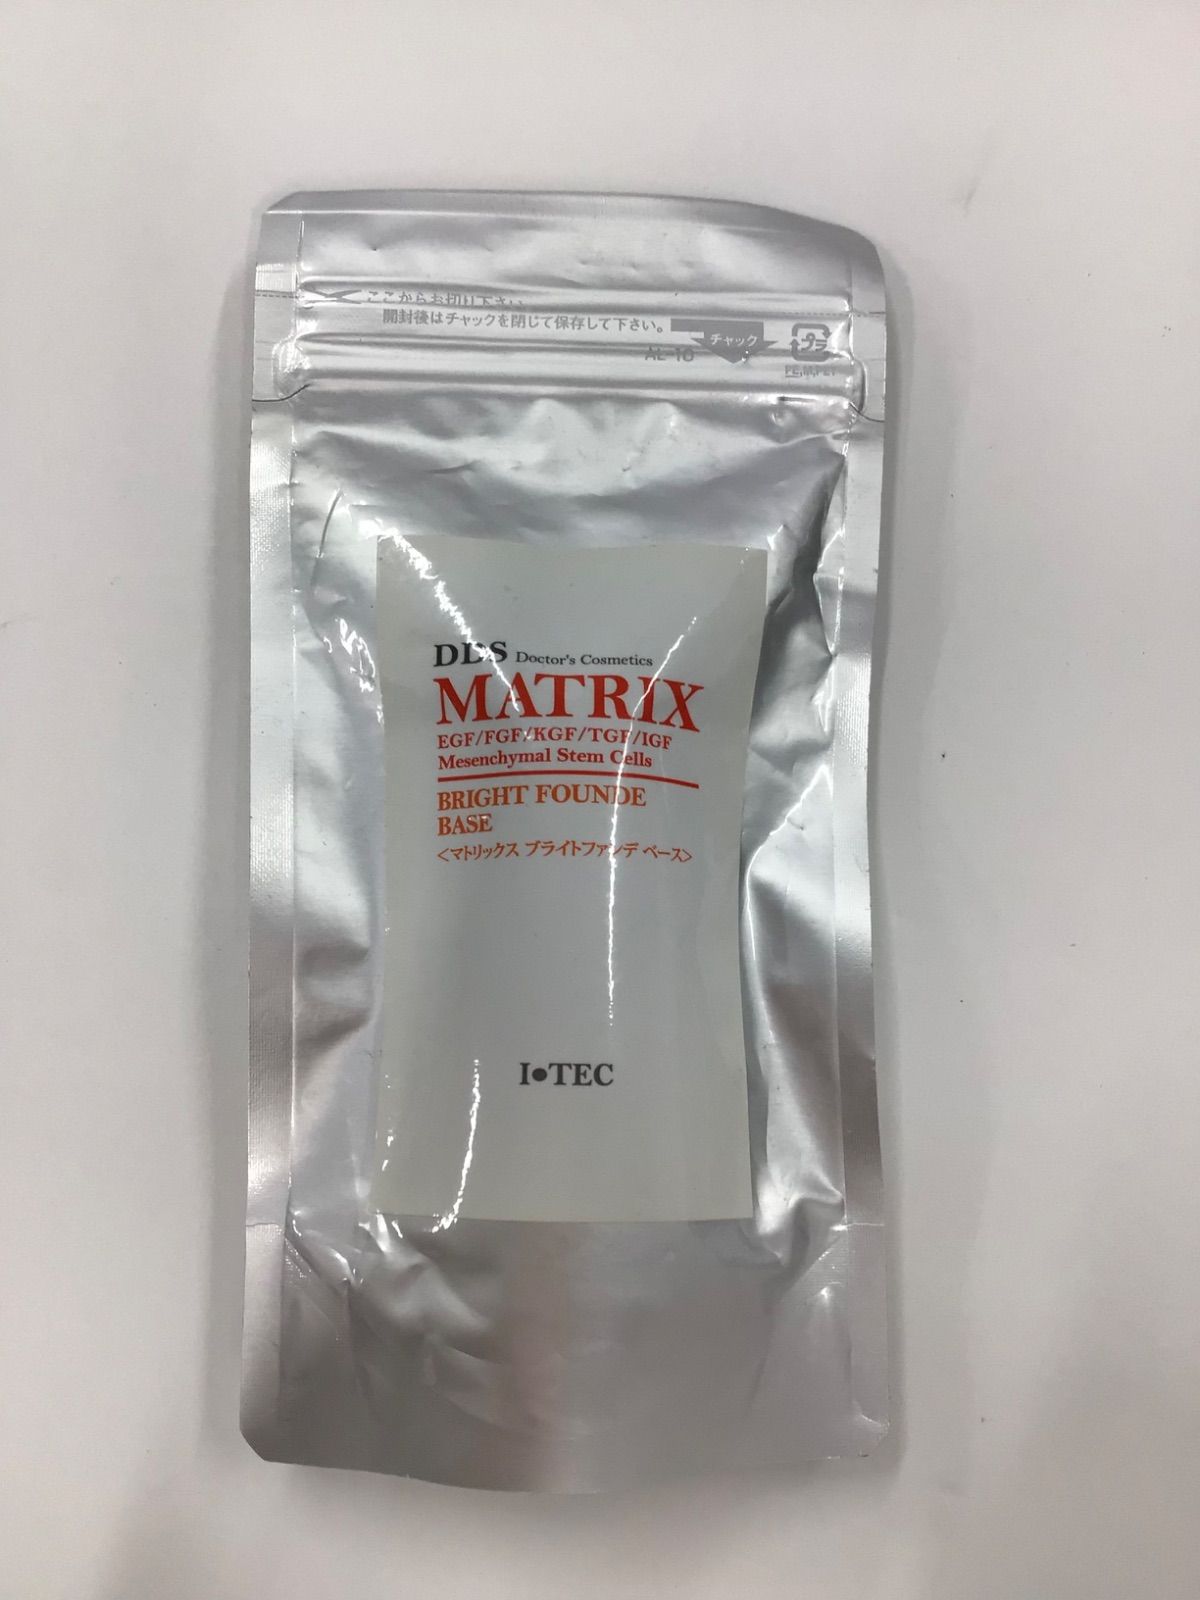 ここからお切り下さい
開封後はチャックを閉じて保存して下さい。
チャック
プラ
AL-10
PE,M,PET
DDS Doctor's Cosmetics
MATRIX
EGF/FGF/KGF/TGF/IGF
Mesenchymal Stem Cells
BRIGHT FOUNDE
BASE
<マトリックス ブライトファンデ ベース>
I●TEC